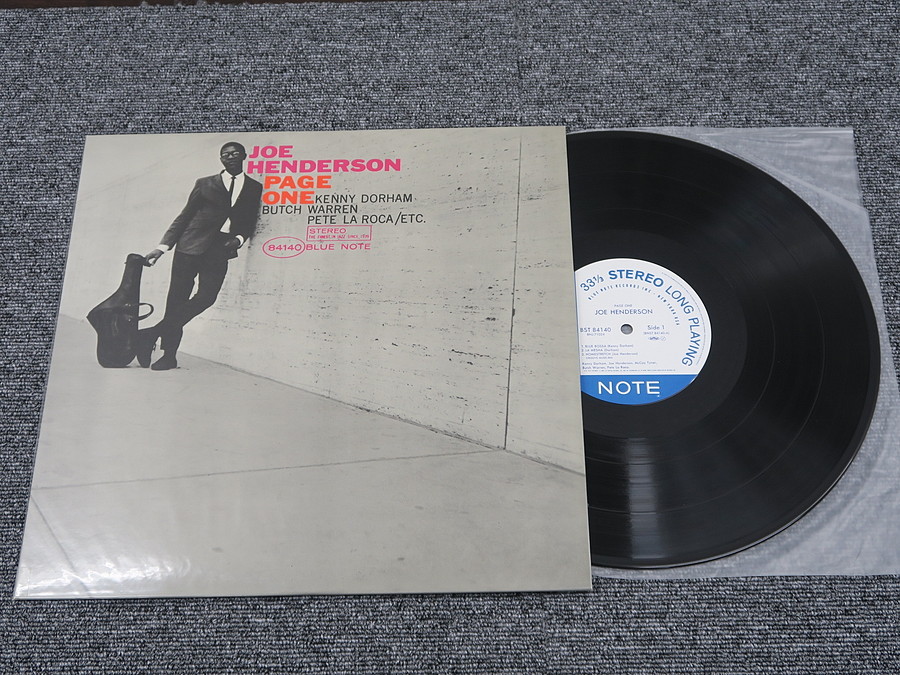 JOE
HENDERSON
PAGE
ONE KENNY DORHAM
BUTCH WARREN
PETE LA ROCA/ETC.
STEREO
84140 BLUE NOTE
33⅓ STEREO LONG PLAYING
PAGE ONE
JOE HENDERSON
BST 84140 Side 1
NOTE